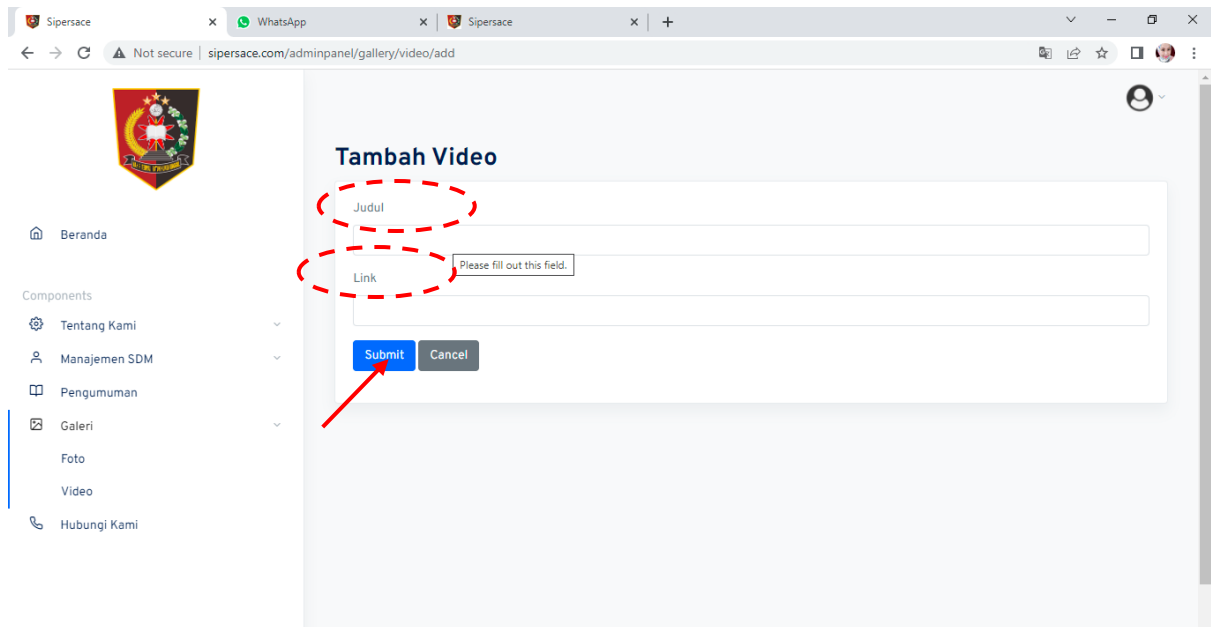 Sipersace
WhatsApp
Sipersace
Not secure
sipersace.com/adminpanel/gallery/video/add
Tambah Video
Judul
Please fill out this field.
Link
Submit
Cancel
Beranda
Components
Tentang Kami
Manajemen SDM
Pengumuman
Galeri
Foto
Video
Hubungi Kami